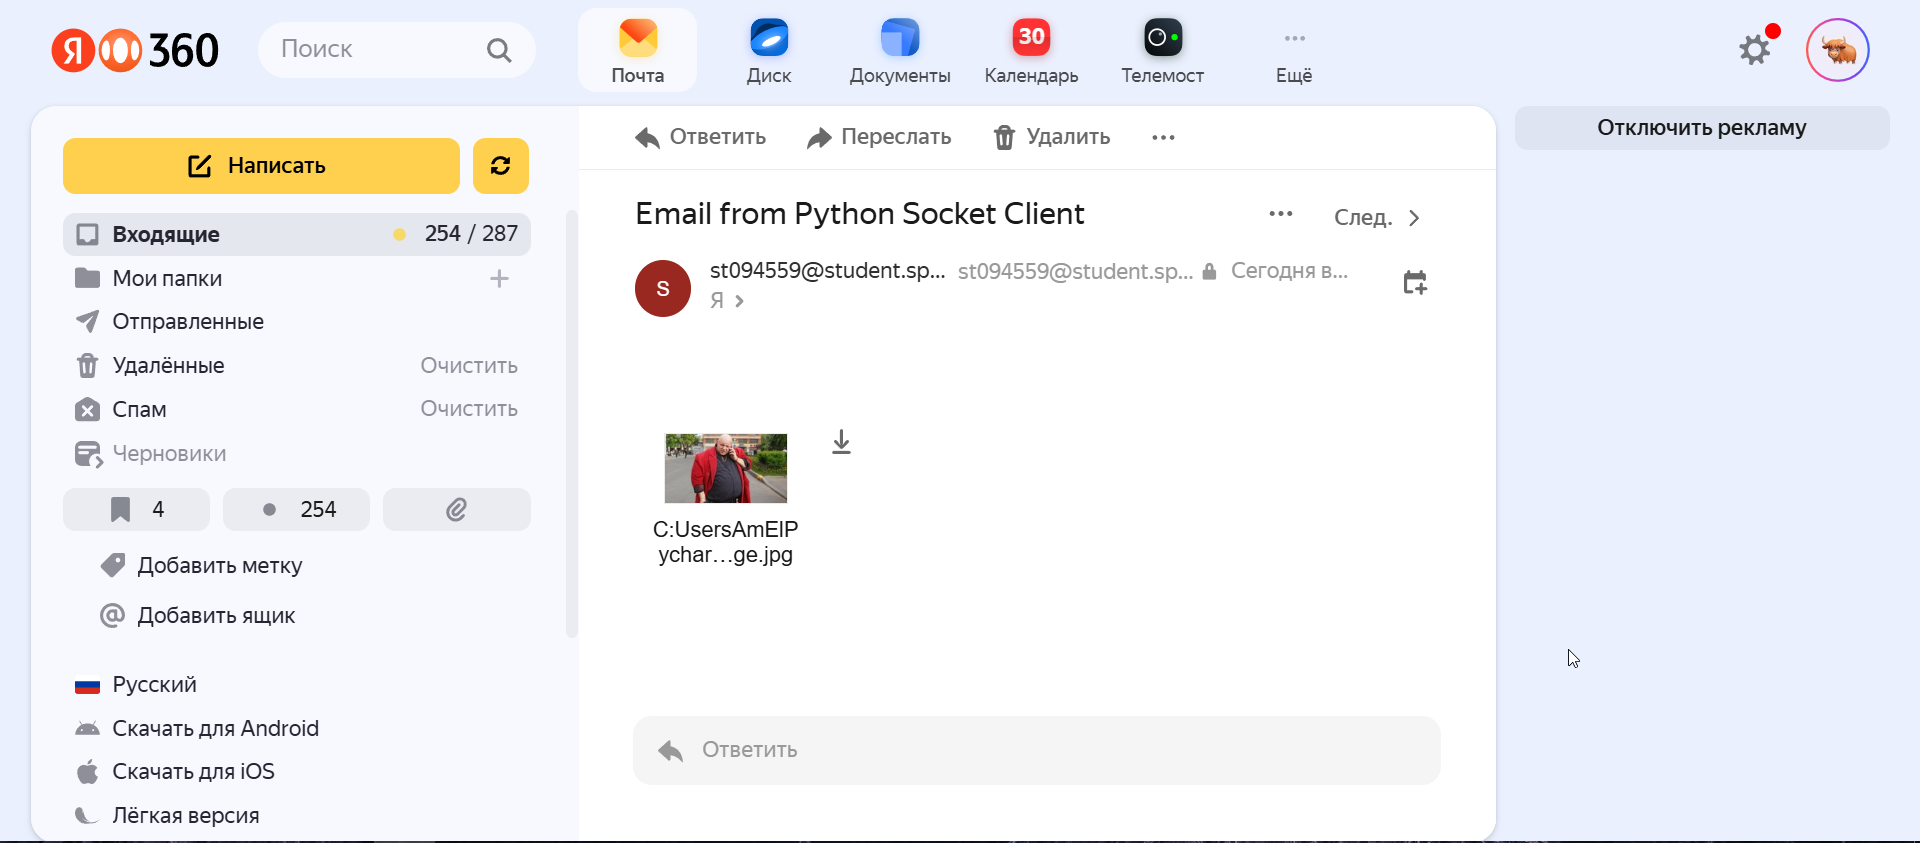 Я 360
Поиск
Почта
Диск
Документы
30
Календарь
Телемост
Ещё
Написать
Входящие 254 / 287
Мои папки
Отправленные
Удалённые Очистить
Спам Очистить
Черновики
4 254
Добавить метку
Добавить ящик
Русский
Скачать для Android
Скачать для iOS
Лёгкая версия
Ответить Переслать Удалить
Email from Python Socket Client
След.
S
st094559@student.sp... st094559@student.sp... Сегодня в...
Я
C:UsersAmElP
ychar...ge.jpg
Ответить
Отключить рекламу